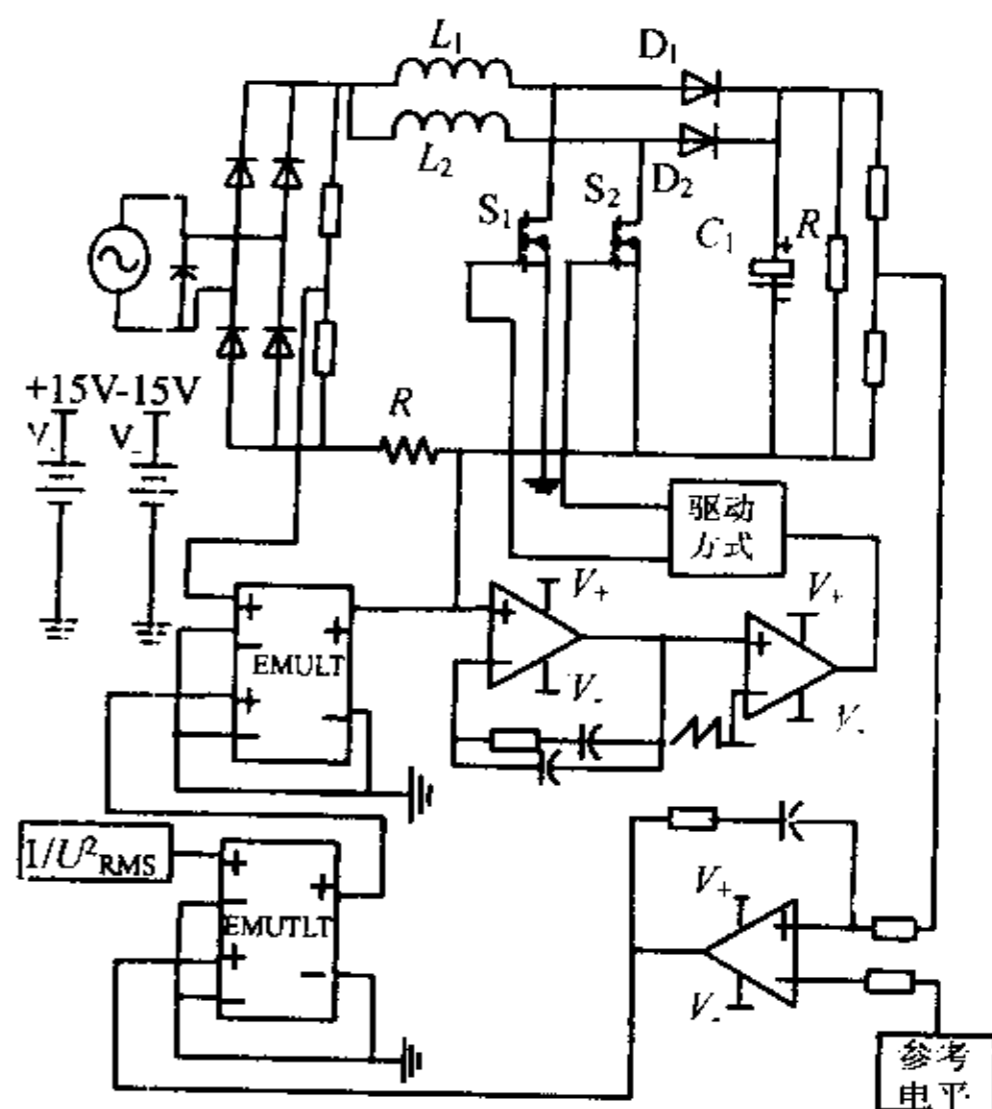 L₁
D₁
L₂
D₂
S₁
S₂
C₁
+
R
+15V-15V
V
V_
R
驱动
方式
V₊
V₊
+
−
EMULT
+
+
−
−
+
−
V₋
+
−
V₋
1/U²RMS
+
−
EMUTLT
+
+
−
−
V₊
+
−
V₋
参考
电平